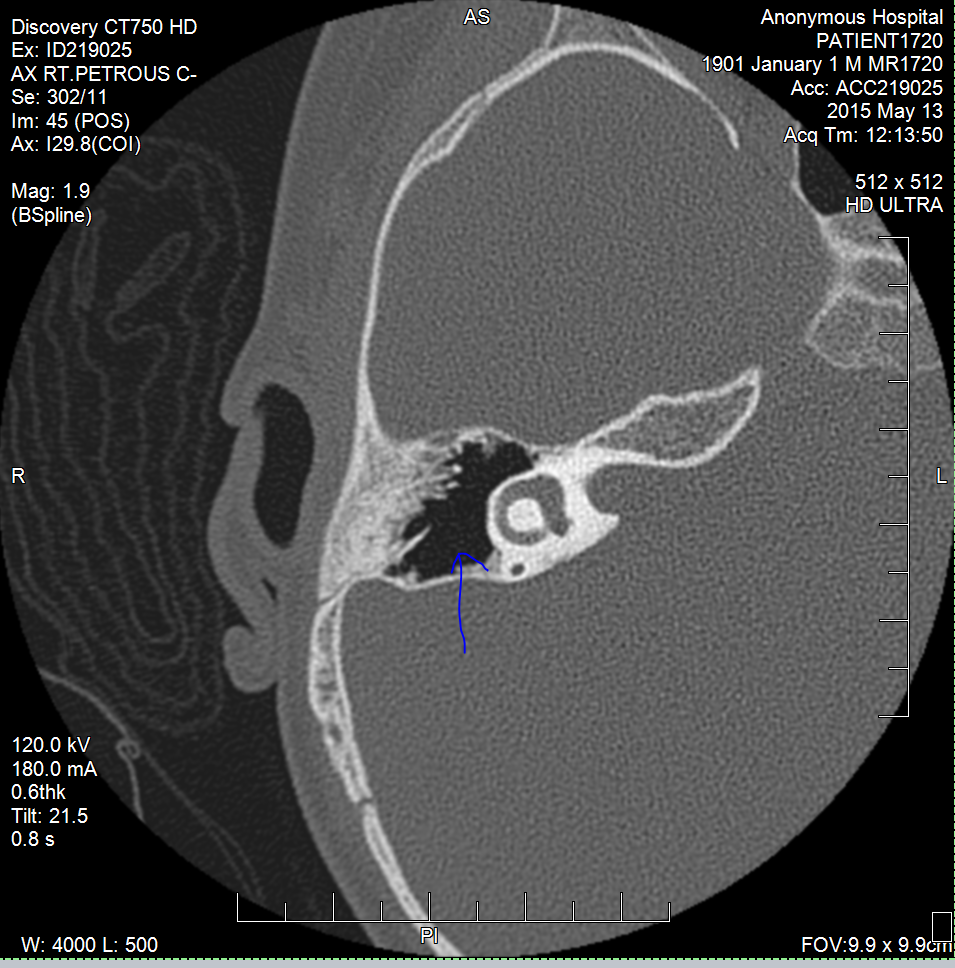 Discovery CT750 HD
Ex: ID219025
AX RT.PETROUS C-
Se: 302/11
Im: 45 (POS)
Ax: I29.8(COI)
Mag: 1.9
(BSpline)
AS
Anonymous Hospital
PATIENT1720
1901 January 1 M MR1720
Acc: ACC219025
2015 May 13
Acq Tm: 12:13:50
512 x 512
HD ULTRA
R
L
120.0 kV
180.0 mA
0.6thk
Tilt: 21.5
0.8 s
PI
W: 4000 L: 500
FOV:9.9 x 9.9cm